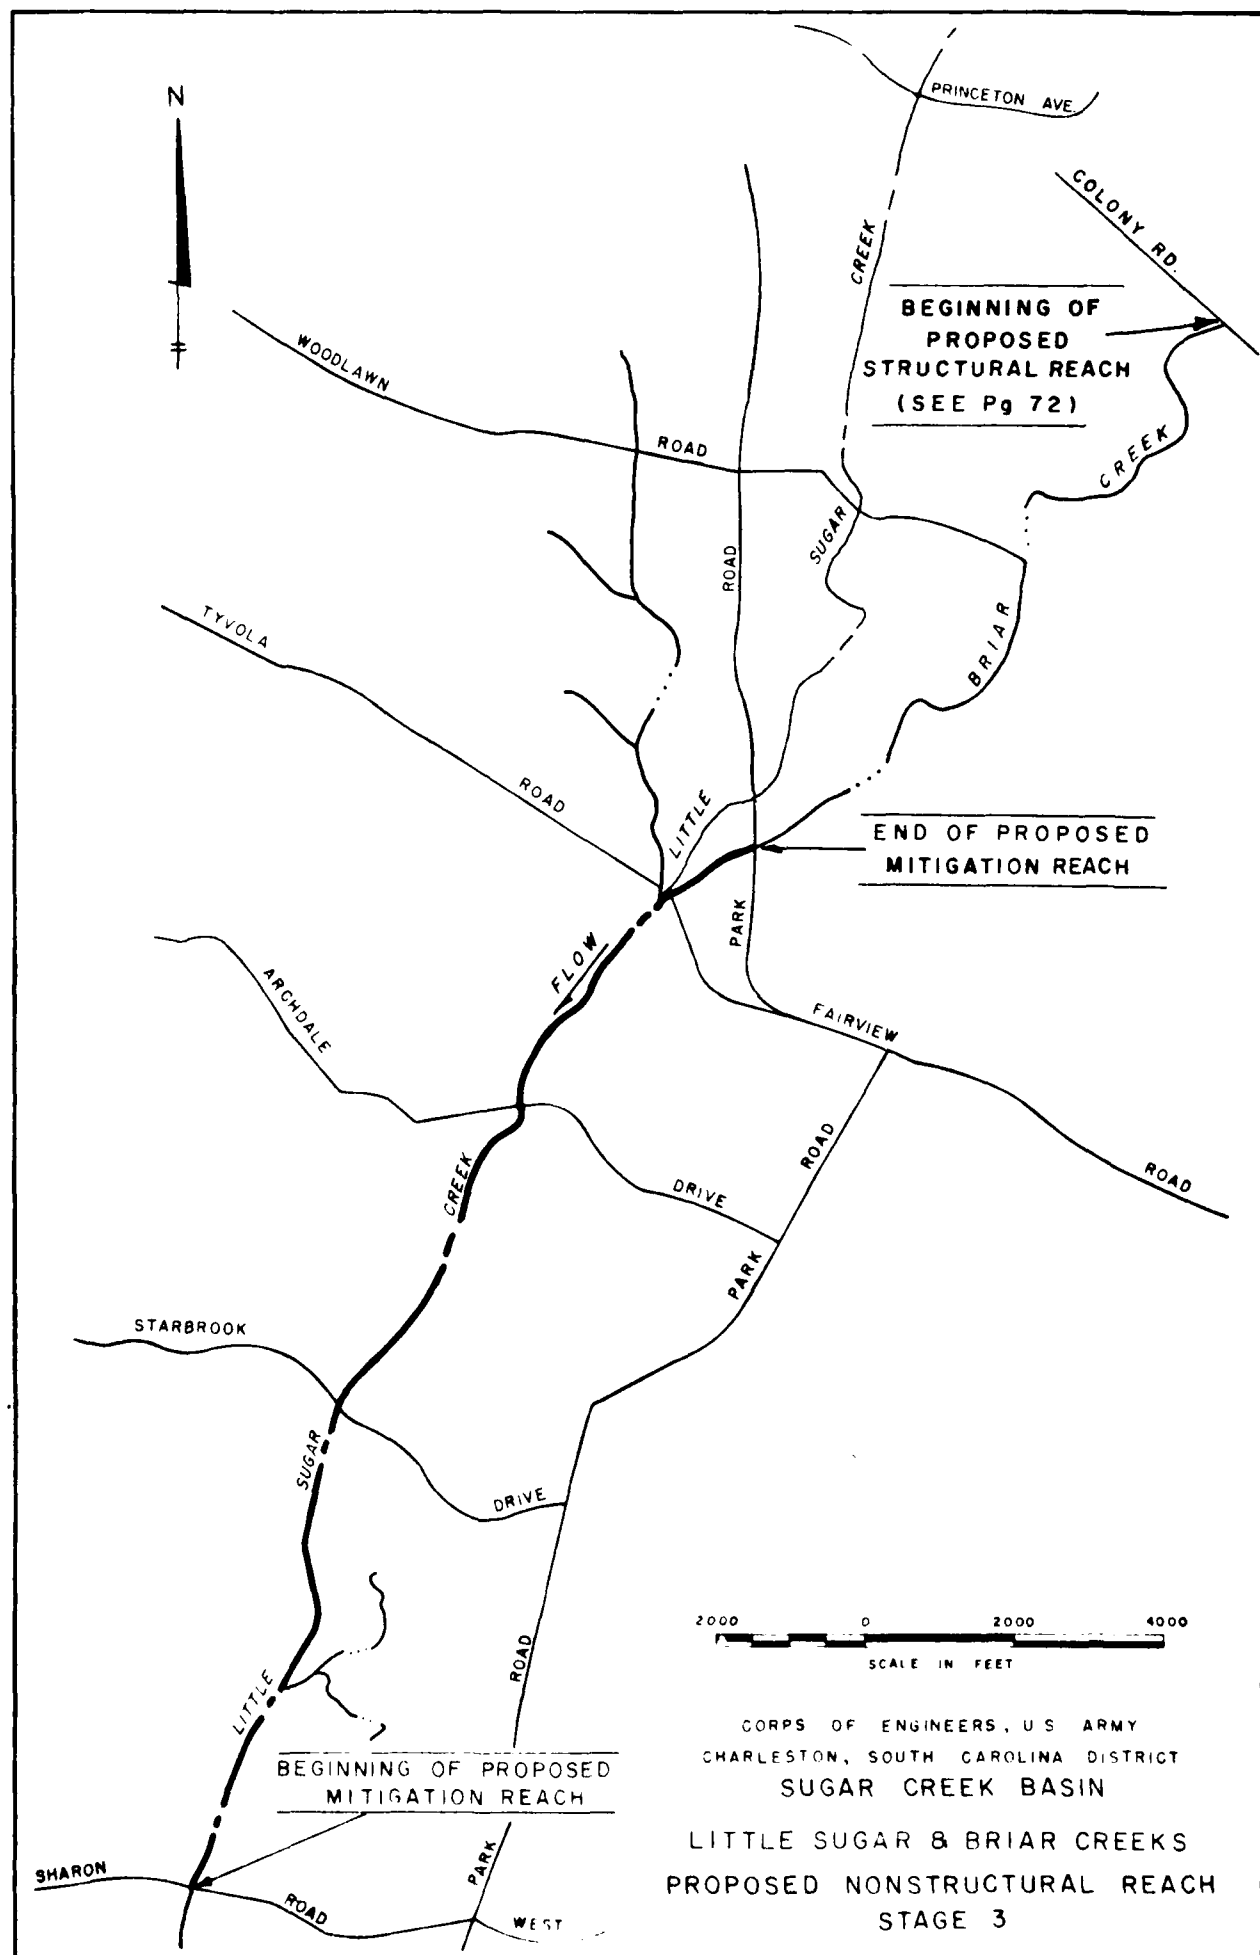 N
PRINCETON AVE.
COLONY RD.
CREEK
BEGINNING OF
PROPOSED
STRUCTURAL REACH
(SEE Pg 72)
WOODLAWN
ROAD
CREEK
SUGAR
ROAD
BRIAR
TYVOLA
ROAD
LITTLE
END OF PROPOSED
MITIGATION REACH
PARK
FLOW
ARCHDALE
FAIRVIEW
ROAD
ROAD
CREEK
DRIVE
PARK
STARBROOK
SUGAR
DRIVE
2000 0 2000 4000
SCALE IN FEET
ROAD
LITTLE
CORPS OF ENGINEERS, U S ARMY
CHARLESTON, SOUTH CAROLINA DISTRICT
SUGAR CREEK BASIN
BEGINNING OF PROPOSED
MITIGATION REACH
LITTLE SUGAR & BRIAR CREEKS
PARK
SHARON
PROPOSED NONSTRUCTURAL REACH
ROAD
WEST
STAGE 3